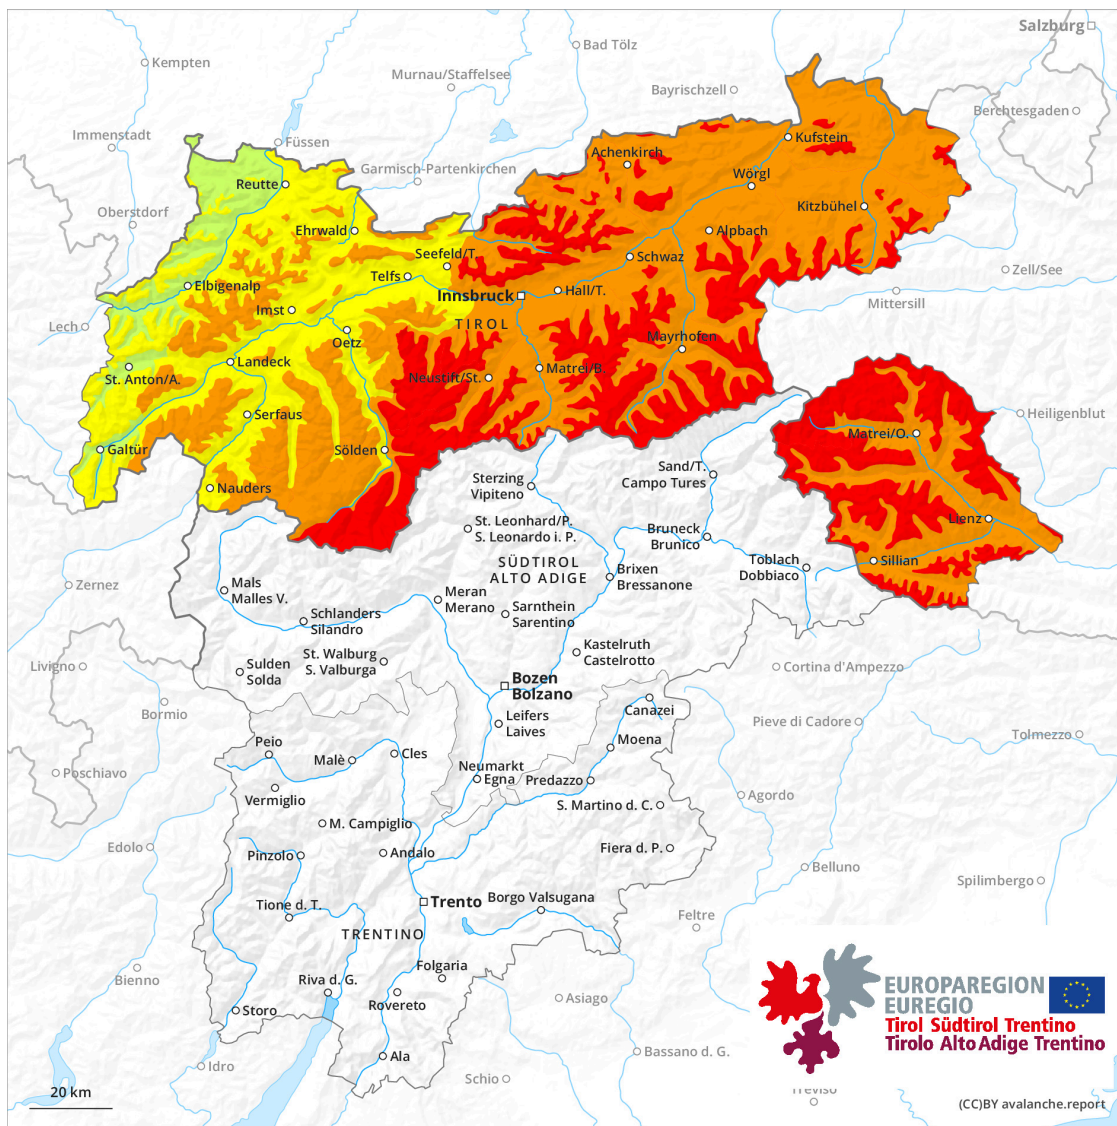 Salzburg
Bad Tölz
Kempten
Murnau/Staffelsee
Bayrischzell
Berchtesgaden
Immenstadt
Füssen
Kufstein
Achenkirch
Garmisch-Partenkirchen
Wörgl
Reutte
Oberstdorf
Kitzbühel
Ehrwald
Alpbach
Seefeld/T.
Schwaz
Telfs
Zell/See
Elbigenalp
Hall/T.
Innsbruck
Mittersill
Imst
TIROL
Lech
Oetz
Mayrhofen
Landeck
Matrei/B.
St. Anton/A.
Neustift/St.
Serfaus
Heiligenblut
Matrei/O.
Galtür
Sölden
Sand/T.
Campo Tures
Sterzing
Vipiteno
Nauders
St. Leonhard/P.
S. Leonardo i. P.
Lienz
Bruneck
Brunico
SÜDTIROL
ALTO ADIGE
Toblach
Dobbiaco
Sillian
Brixen
Bressanone
Zernez
Mals
Malles V.
Meran
Merano
Sarnthein
Sarentino
Schlanders
Silandro
Kastelruth
Castelrotto
St. Walburg
S. Valburga
Livigno
Sulden
Solda
Cortina d'Ampezzo
Bozen
Bolzano
Canazei
Bormio
Leifers
Laives
Pieve di Cadore
Tolmezzo
Moena
Peio
Malè
Cles
Poschiavo
Neumarkt
Egna
Predazzo
Vermiglio
Agordo
S. Martino d. C.
M. Campiglio
Edolo
Pinzolo
Andalo
Fiera d. P.
Belluno
Spilimbergo
Trento
Borgo Valsugana
Tione d. T.
Feltre
TRENTINO
Folgaria
Bienno
Riva d. G.
Rovereto
Asiago
Storo
EUROPAREGION
EUREGIO
Tirol Südtirol Trentino
Tirolo Alto Adige Trentino
Ala
Bassano d. G.
Idro
Schio
Treviso
20 km
(CC)BY avalanche.report